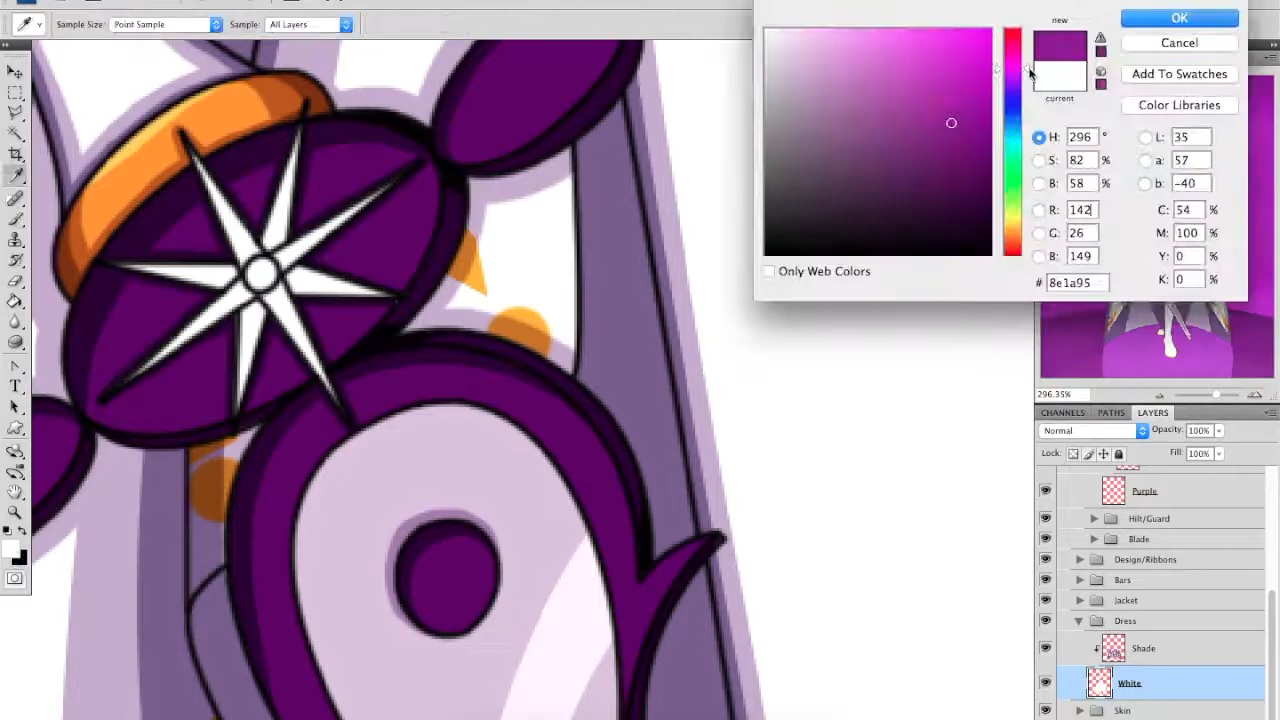 Sample Size: Point Sample Sample: All Layers
new
OK
Cancel
Add To Swatches
current
Color Libraries
H: 296 ° L: 35
S: 82 % a: 57
B: 58 % b: -40
R: 142 C: 54 %
G: 26 M: 100 %
B: 149 Y: 0 %
Only Web Colors
# 8e1a95 K: 0 %
296.35%
CHANNELS PATHS LAYERS
Normal Opacity: 100%
Lock: Fill: 100%
Purple
Hilt/Guard
Blade
Design/Ribbons
Bars
Jacket
Dress
Shade
White
Skin